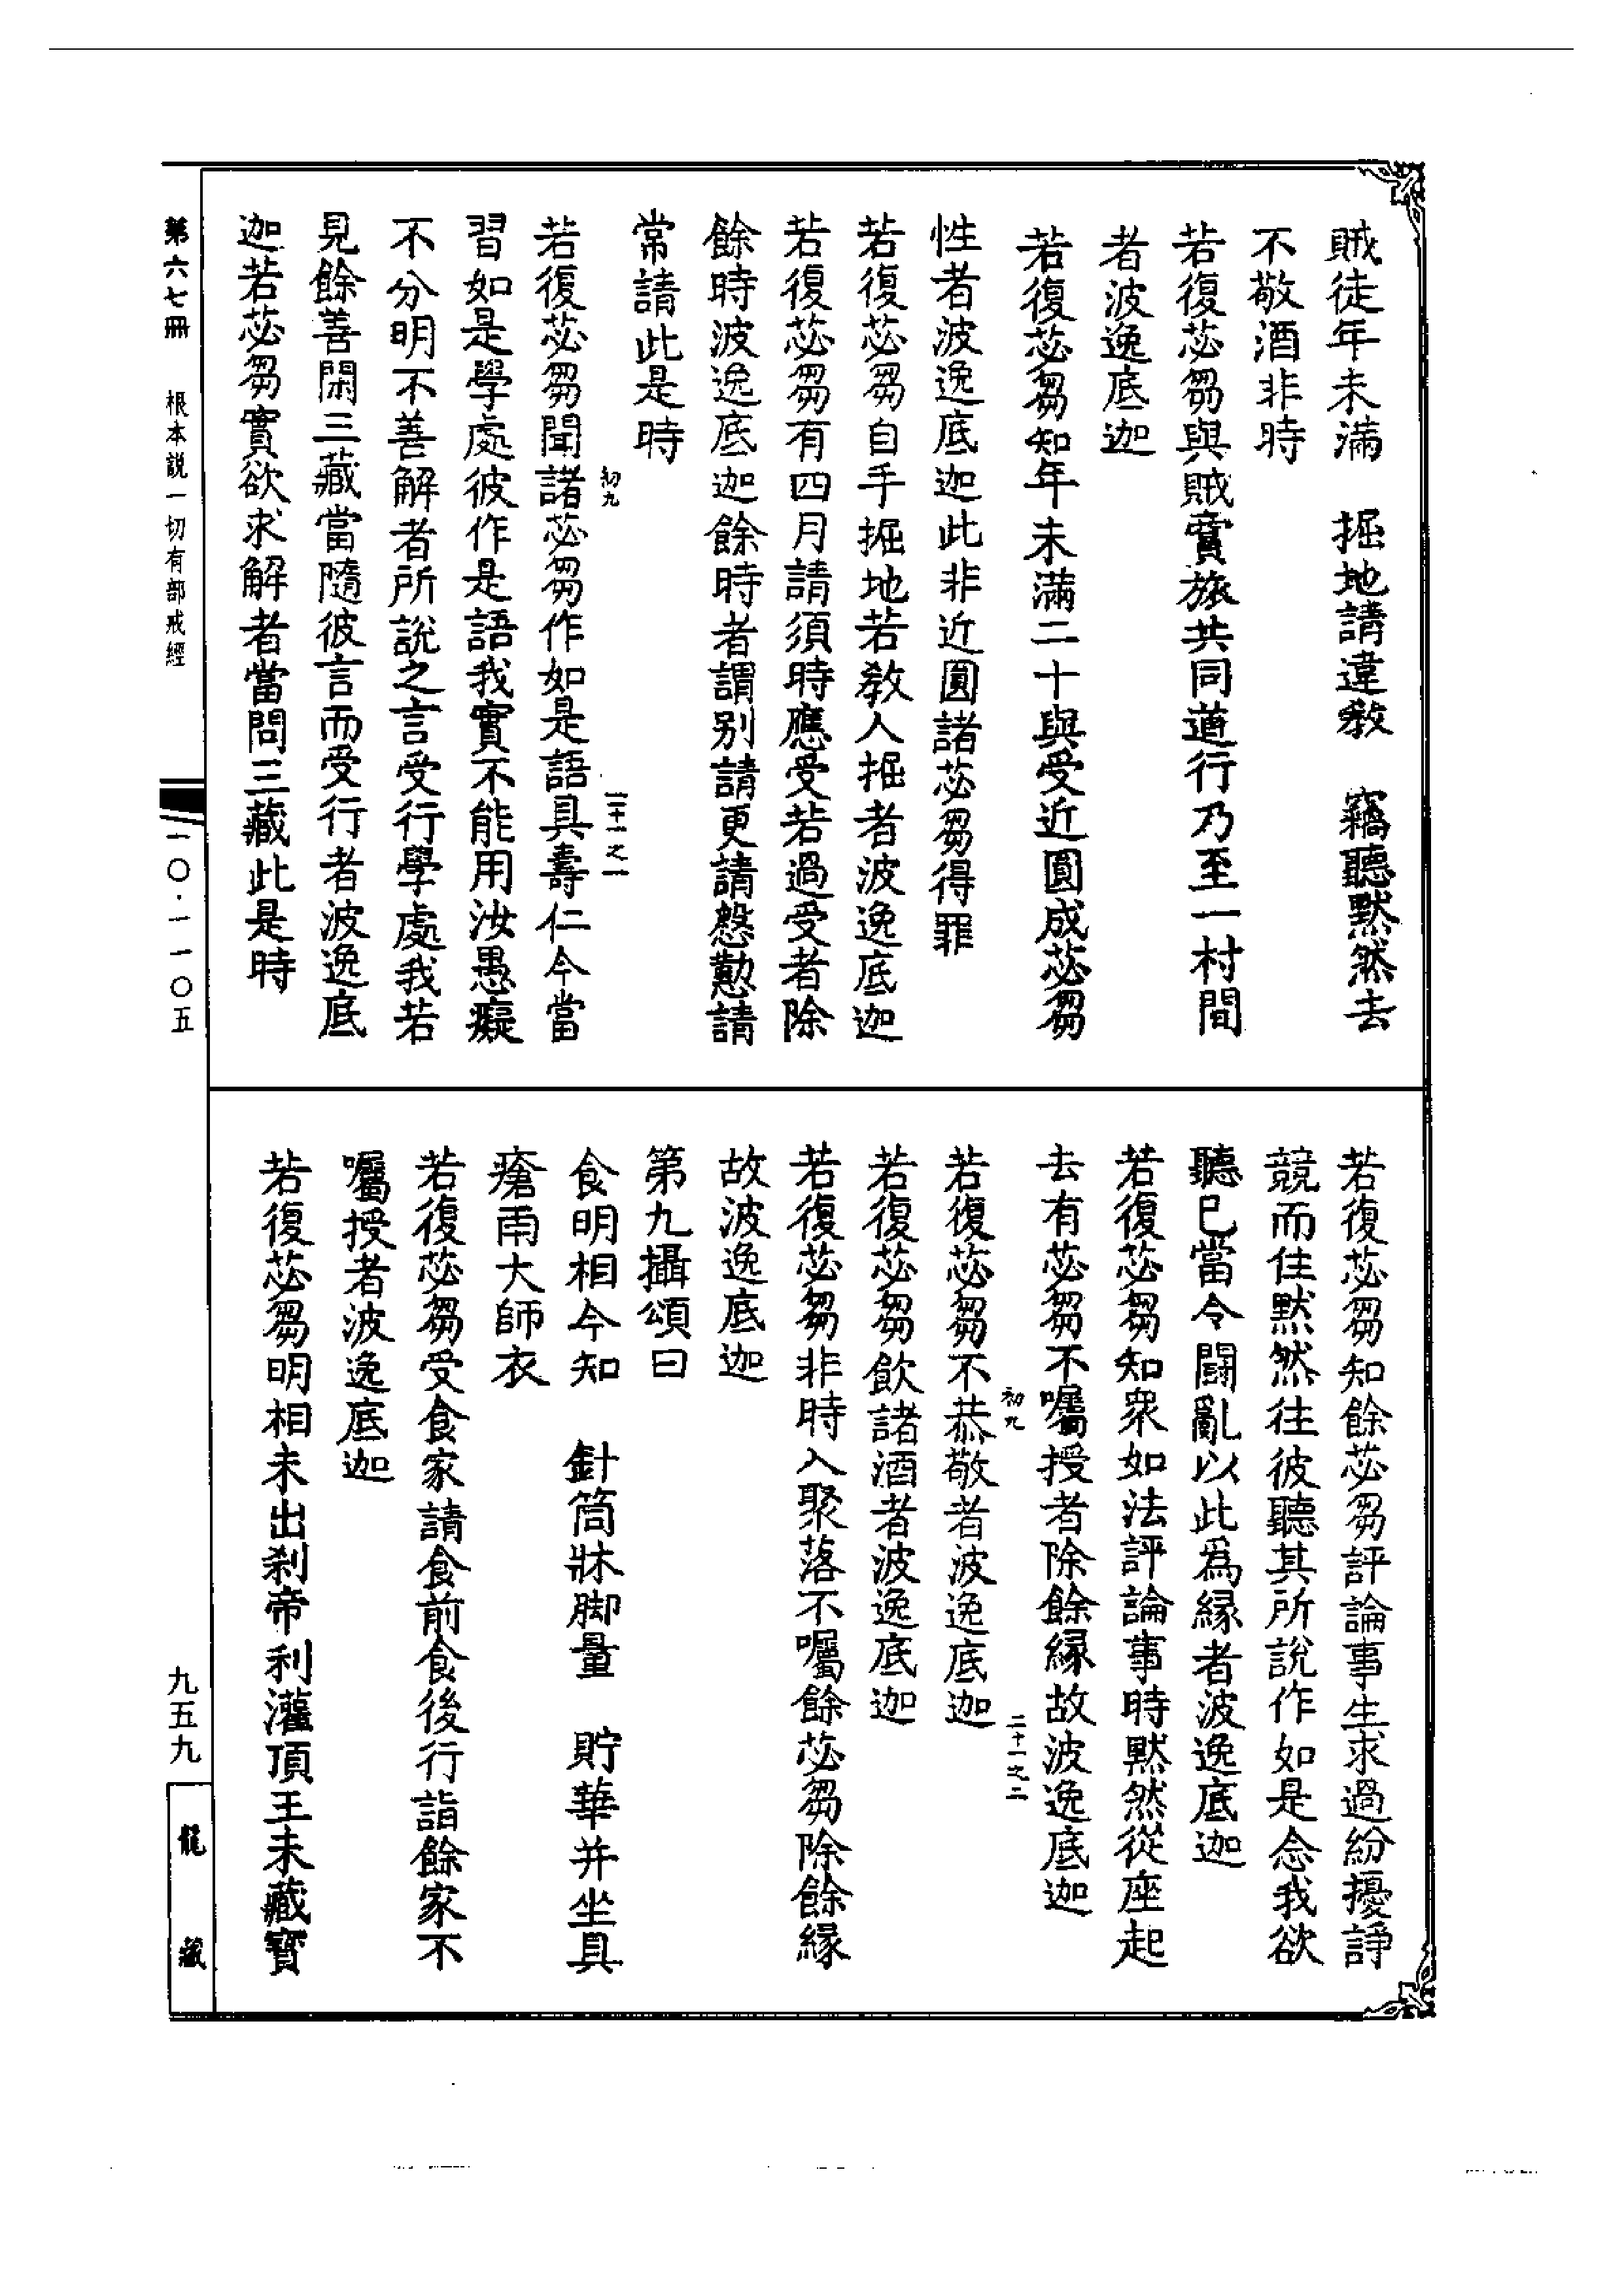 賊徒年未滿　掘地請違教　竊聽默然去
不敬酒非時
若復苾芻與賊賣旅共同道行乃至一村間
者波逸底迦
若復苾芻知年未滿二十與受近圓成苾芻
性者波逸底迦此非近圓諸苾芻得罪
若復苾芻自手掘地若教人掘者波逸底迦
若復苾芻有四月請須時應受若過受者除
餘時波逸底迦餘時者謂別請更請慇懃請
常請此是時
初九
二十一之一
若復苾芻聞諸苾芻作如是語具壽仁今當
習如是學處彼作是語我實不能用汝愚癡
不分明不善解者所說之言受行學處我若
見餘善閑三藏當隨彼言而受行者波逸底
迦若苾芻實欲求解者當問三藏此是時
若復苾芻知餘苾芻評論事生求過紛擾諍
競而住默然往彼聽其所說作如是念我欲
聽已當令鬪亂以此爲緣者波逸底迦
若復苾芻知衆如法評論事時默然從座起
去有苾芻不囑授者除餘緣故波逸底迦
初九
二十一之二
若復苾芻不恭敬者波逸底迦
若復苾芻飲諸酒者波逸底迦
若復苾芻非時入聚落不囑餘苾芻除餘緣
故波逸底迦
第九攝頌曰
食明相今知　針筒牀脚量　貯華并坐具
瘡雨大師衣
若復苾芻受食家請食前食後行詣餘家不
囑授者波逸底迦
若復苾芻明相未出刹帝利灌頂王未藏寶
第六七冊　根本説一切有部戒經
一〇·一一〇五
九五九
龍藏